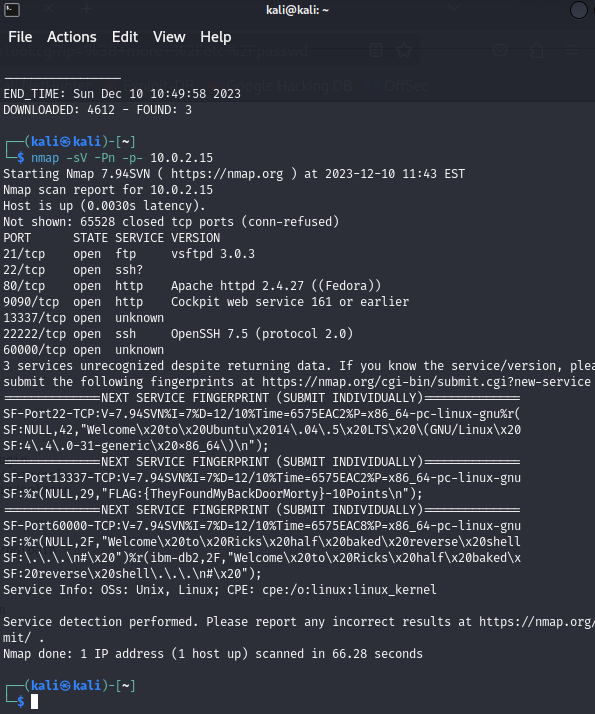 kali@kali: ~
File Actions Edit View Help
END_TIME: Sun Dec 10 10:49:58 2023
DOWNLOADED: 4612 - FOUND: 3
┌──(kali㉿kali)-[~]
└─$ nmap -sV -Pn -p- 10.0.2.15
Starting Nmap 7.94SVN ( https://nmap.org ) at 2023-12-10 11:43 EST
Nmap scan report for 10.0.2.15
Host is up (0.0030s latency).
Not shown: 65528 closed tcp ports (conn-refused)
PORT STATE SERVICE VERSION
21/tcp open ftp vsftpd 3.0.3
22/tcp open ssh?
80/tcp open http Apache httpd 2.4.27 ((Fedora))
9090/tcp open http Cockpit web service 161 or earlier
13337/tcp open unknown
22222/tcp open ssh OpenSSH 7.5 (protocol 2.0)
60000/tcp open unknown
3 services unrecognized despite returning data. If you know the service/version, plea
submit the following fingerprints at https://nmap.org/cgi-bin/submit.cgi?new-service
==============NEXT SERVICE FINGERPRINT (SUBMIT INDIVIDUALLY)==============
SF-Port22-TCP:V=7.94SVN%I=7%D=12/10%Time=6575EAC2%P=x86_64-pc-linux-gnu%r(
SF:NULL,42,"Welcome\x20to\x20Ubuntu\x2014\.04\.5\x20LTS\x20\(GNU/Linux\x20
SF:4\.4\.0-31-generic\x20x86_64\)\n");
==============NEXT SERVICE FINGERPRINT (SUBMIT INDIVIDUALLY)==============
SF-Port13337-TCP:V=7.94SVN%I=7%D=12/10%Time=6575EAC2%P=x86_64-pc-linux-gnu
SF:%r(NULL,29,"FLAG:{TheyFoundMyBackDoorMorty}-10Points\n");
==============NEXT SERVICE FINGERPRINT (SUBMIT INDIVIDUALLY)==============
SF-Port60000-TCP:V=7.94SVN%I=7%D=12/10%Time=6575EAC8%P=x86_64-pc-linux-gnu
SF:%r(NULL,2F,"Welcome\x20to\x20Ricks\x20half\x20baked\x20reverse\x20shell
SF:\.\.\.\n#\x20")%r(ibm-db2,2F,"Welcome\x20to\x20Ricks\x20half\x20baked\x
SF:20reverse\x20shell\.\.\.\n#\x20");
Service Info: OSs: Unix, Linux; CPE: cpe:/o:linux:linux_kernel
Service detection performed. Please report any incorrect results at https://nmap.org/
mit/ .
Nmap done: 1 IP address (1 host up) scanned in 66.28 seconds
┌──(kali㉿kali)-[~]
└─$